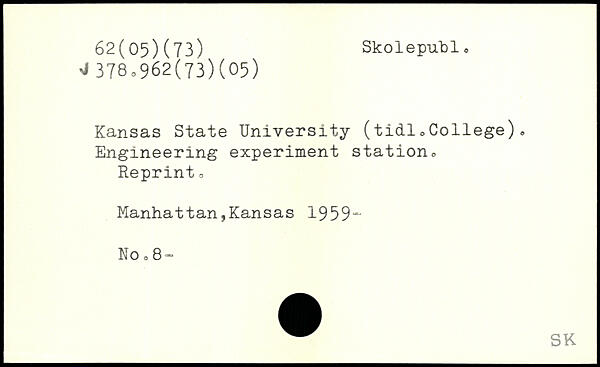 62(05)(73) Skolepubl.
√ 378.962(73)(05)
Kansas State University (tidl.College).
Engineering experiment station.
Reprint.
Manhattan,Kansas 1959-
No.8-
SK